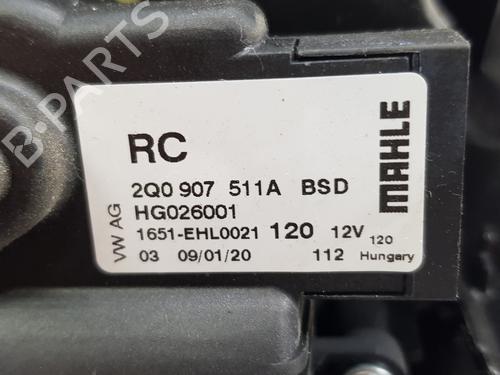 RC
2Q0 907 511A BSD
HG026001
1651-EHL0021 120 12V 120
03 09/01/20 112 Hungary
VW AG
MAHLE
B-PARTS